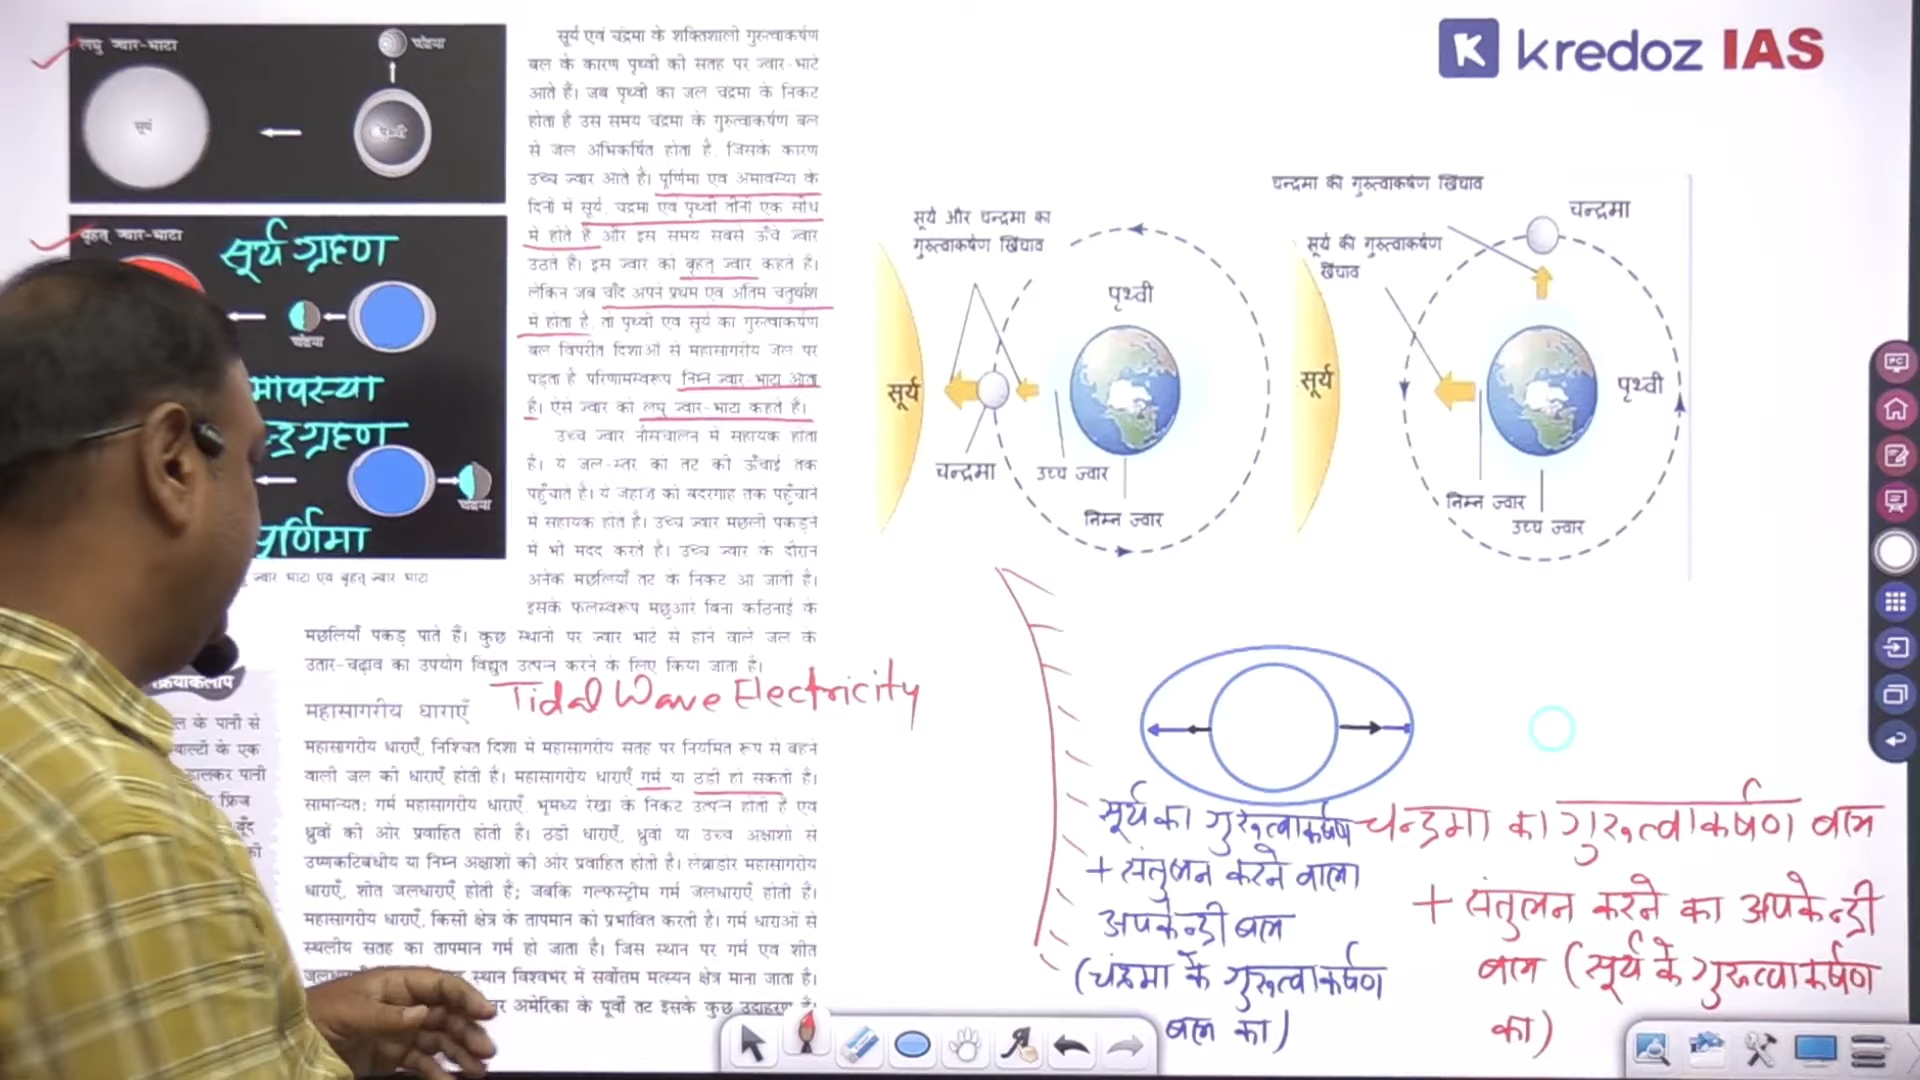 लघु ज्वार-भाटा
चंद्रमा
सूर्य
पृथ्वी
बृहत् ज्वार-भाटा
सूर्य ग्रहण
चंद्रमा
मावस्या
न्द्रग्रहण
चंद्रमा
पूर्णिमा
ज्वार भाटा एवं बृहत् ज्वार भाटा
सूर्य एवं चंद्रमा के शक्तिशाली गुरुत्वाकर्षण
बल के कारण पृथ्वी की सतह पर ज्वार-भाटे
आते हैं। जब पृथ्वी का जल चंद्रमा के निकट
होता है उस समय चंद्रमा के गुरुत्वाकर्षण बल
से जल अभिकर्षित होता है, जिसके कारण
उच्च ज्वार आते हैं। पूर्णिमा एवं अमावस्या के
दिनों में सूर्य, चंद्रमा एवं पृथ्वी तीनों एक सीध
में होते हैं और इस समय सबसे ऊँचे ज्वार
उठते हैं। इस ज्वार को बृहत् ज्वार कहते हैं।
लेकिन जब चाँद अपने प्रथम एवं अंतिम चतुर्थांश
में होता है, तो पृथ्वी एवं सूर्य का गुरुत्वाकर्षण
बल विपरीत दिशाओं से महासागरीय जल पर
पड़ता है परिणामस्वरूप निम्न ज्वार-भाटा आता
है। ऐसे ज्वार को लघु ज्वार-भाटा कहते हैं।
उच्च ज्वार नौसंचालन में सहायक होता
है। ये जल-स्तर को तट की ऊँचाई तक
पहुँचाते हैं। ये जहाज को बंदरगाह तक पहुँचाने
में सहायक होते हैं। उच्च ज्वार मछली पकड़ने
में भी मदद करते हैं। उच्च ज्वार के दौरान
अनेक मछलियाँ तट के निकट आ जाती हैं।
इसके फलस्वरूप मछुआरे बिना कठिनाई के
मछलियाँ पकड़ पाते हैं। कुछ स्थानों पर ज्वार भाटे से होने वाले जल के
उतार-चढ़ाव का उपयोग विद्युत उत्पन्न करने के लिए किया जाता है।
Tidal Wave Electricity
महासागरीय धाराएँ
महासागरीय धाराएँ, निश्चित दिशा में महासागरीय सतह पर नियमित रूप से बहने
वाली जल की धाराएँ होती हैं। महासागरीय धाराएँ गर्म या ठंडी हो सकती हैं।
सामान्यतः गर्म महासागरीय धाराएँ, भूमध्य रेखा के निकट उत्पन्न होती हैं एवं
ध्रुवों की ओर प्रवाहित होती हैं। ठंडी धाराएँ, ध्रुवों या उच्च अक्षांशों से
उष्णकटिबंधीय या निम्न अक्षांशों की ओर प्रवाहित होती हैं। लेब्राडोर महासागरीय
धाराएँ, शीत जलधाराएँ होती हैं; जबकि गल्फस्ट्रीम गर्म जलधाराएँ होती हैं।
महासागरीय धाराएँ, किसी क्षेत्र के तापमान को प्रभावित करती हैं। गर्म धाराओं से
स्थलीय सतह का तापमान गर्म हो जाता है। जिस स्थान पर गर्म एवं शीत
स्थान विश्वभर में सर्वोत्तम मत्स्यन क्षेत्र माना जाता है।
अमेरिका के पूर्वी तट इसके कुछ उदाहरण हैं।
क्रियाकलाप
ल के पानी से
बाल्टी के एक
डालकर पानी
फ्रिज
बूँद
की
kredoz IAS
सूर्य और चन्द्रमा का
गुरुत्वाकर्षण खिंचाव
पृथ्वी
सूर्य
चन्द्रमा
उच्च ज्वार
निम्न ज्वार
चन्द्रमा की गुरुत्वाकर्षण खिंचाव
चन्द्रमा
सूर्य की गुरुत्वाकर्षण
खिंचाव
सूर्य
पृथ्वी
निम्न ज्वार
उच्च ज्वार
सूर्य का गुरुत्वाकर्षण
+ संतुलन करने वाला
अपकेन्द्री बल
(चंद्रमा के गुरुत्वाकर्षण
बल का)
चन्द्रमा का गुरुत्वाकर्षण बल
+ संतुलन करने का अपकेन्द्री
बल (सूर्य के गुरुत्वाकर्षण
का)
PC